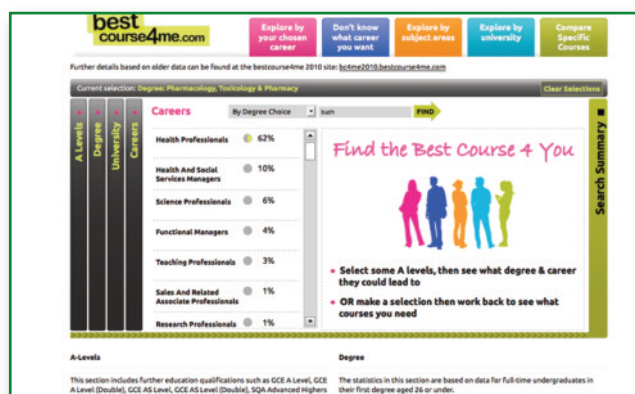 best
course4me.com
Explore by
your chosen
career
Don't know
what career
you want
Explore by
subject areas
Explore by
university
Compare
Specific
Courses
Further details based on older data can be found at the bestcourse4me 2010 site: bc4me2010.bestcourse4me.com
Current selection: Degree: Pharmacology, Toxicology & Pharmacy
Clear Selections
A Levels
Degree
University
Careers
Careers
By Degree Choice
bath
FIND
Health Professionals 62%
Health And Social
Services Managers 10%
Science Professionals 6%
Functional Managers 4%
Teaching Professionals 3%
Sales And Related
Associate Professionals 1%
Research Professionals 1%
Find the Best Course 4 You
• Select some A levels, then see what degree & career
they could lead to
• OR make a selection then work back to see what
courses you need
Search Summary
A-Levels
This section includes further education qualifications such as GCE A Level, GCE
A Level (Double), GCE AS Level, GCE AS Level (Double), SQA Advanced Highers
Degree
The statistics in this section are based on data for full-time undergraduates in
their first degree aged 26 or under.